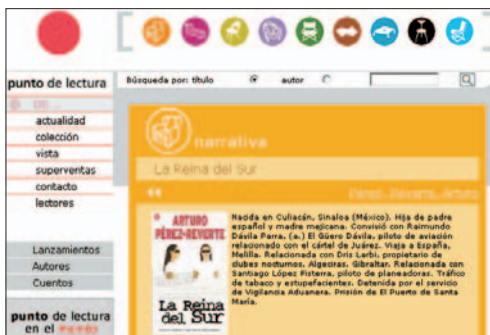 punto de lectura
Búsqueda por: título autor
DE...
actualidad
colección
vista
superventas
contacto
lectores
Lanzamientos
Autores
Cuentos
punto de lectura
en el
narrativa
La Reina del Sur
Pérez-Reverte, Arturo
ARTURO
PÉREZ-REVERTE
La Reina
del Sur
Nacida en Culiacán, Sinaloa (México). Hija de padre
español y madre mejicana. Convivió con Raimundo
Dávila Parra, (a.) El Güero Dávila, piloto de aviación
relacionado con el cártel de Juárez. Viaja a España,
Melilla. Relacionada con Dris Larbi, propietario de
clubes nocturnos. Algeciras. Gibraltar. Relacionada con
Santiago López Fisterra, piloto de planeadoras. Tráfico
de tabaco y estupefacientes. Detenida por el servicio
de Vigilancia Aduanera. Prisión de El Puerto de Santa
María.